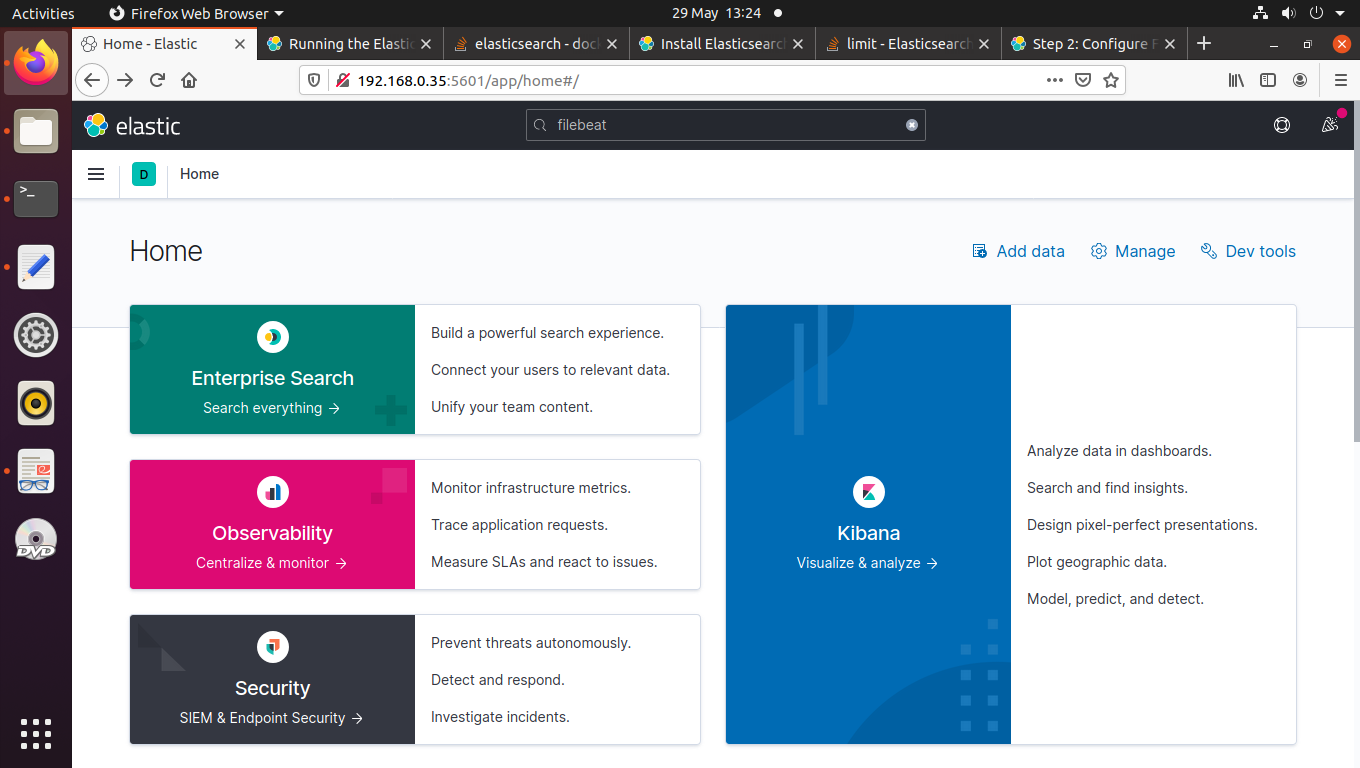 Activities
Firefox Web Browser
29 May 13:24
Home - Elastic
Running the Elastic
elasticsearch - doc
Install Elasticsearch
limit - Elasticsearch
Step 2: Configure
192.168.0.35:5601/app/home#/
elastic
filebeat
D
Home
Home
Add data
Manage
Dev tools
Enterprise Search
Search everything →
Build a powerful search experience.
Connect your users to relevant data.
Unify your team content.
Observability
Centralize & monitor →
Monitor infrastructure metrics.
Trace application requests.
Measure SLAs and react to issues.
Security
SIEM & Endpoint Security →
Prevent threats autonomously.
Detect and respond.
Investigate incidents.
Kibana
Visualize & analyze →
Analyze data in dashboards.
Search and find insights.
Design pixel-perfect presentations.
Plot geographic data.
Model, predict, and detect.
>_
DVD